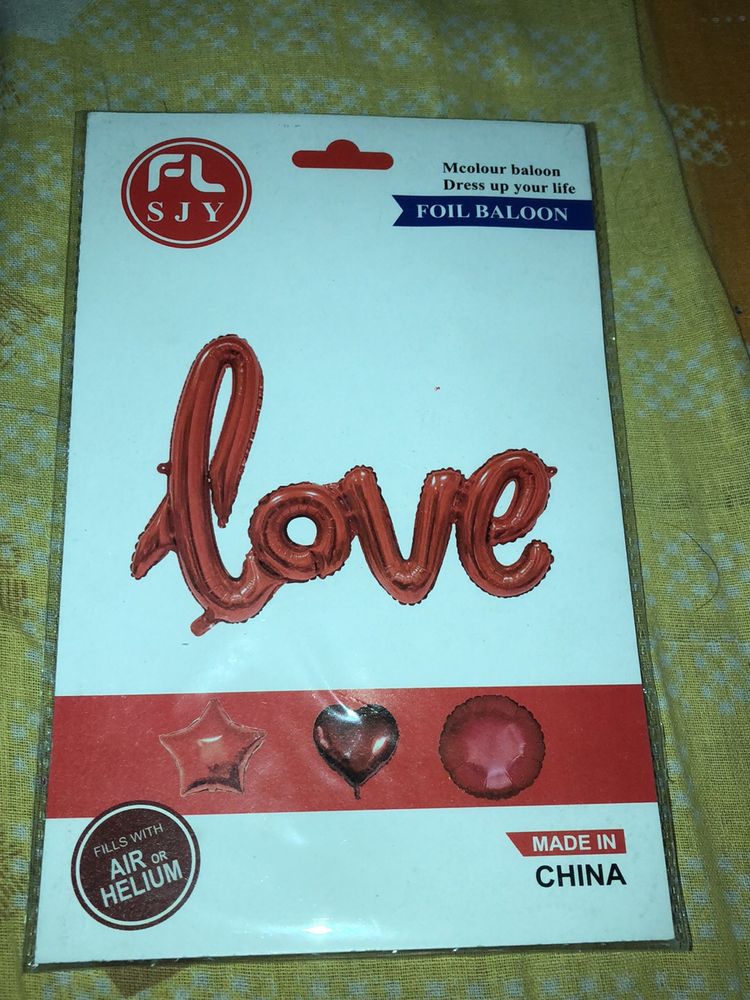 FL
SJY
Mcolour baloon
Dress up your life
FOIL BALOON
love
FILLS WITH
AIR OR
HELIUM
MADE IN
CHINA